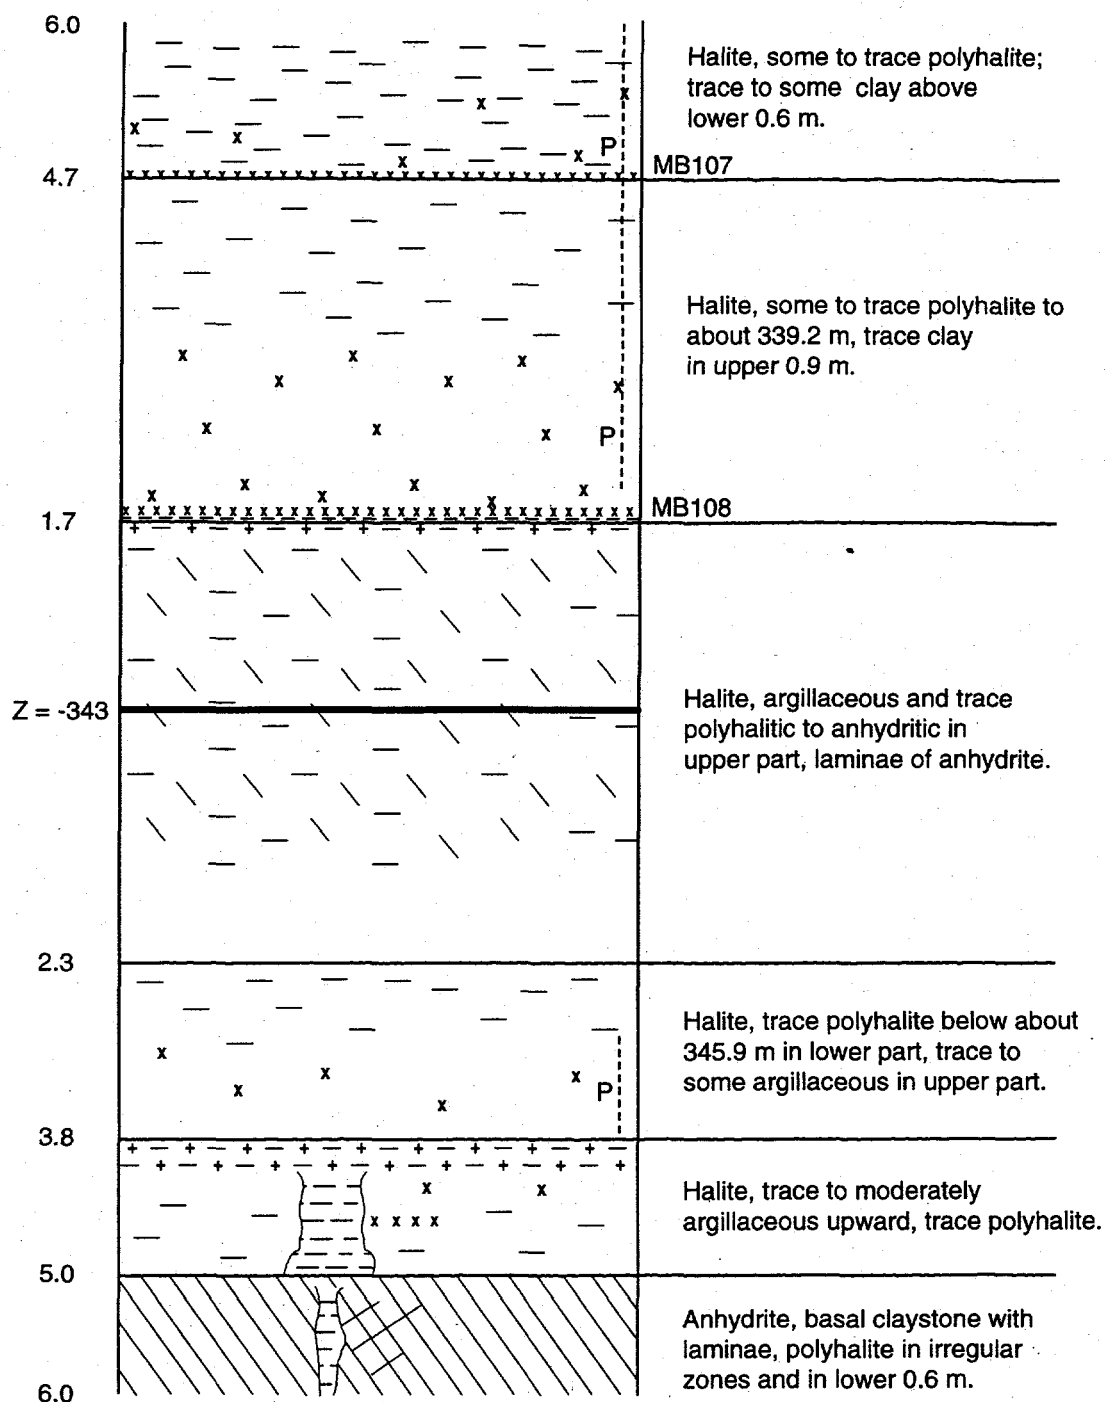 6.0
Halite, some to trace polyhalite;
trace to some clay above
lower 0.6 m.
P
MB107
4.7
Halite, some to trace polyhalite to
about 339.2 m, trace clay
in upper 0.9 m.
P
MB108
1.7
Z = -343
Halite, argillaceous and trace
polyhalitic to anhydritic in
upper part, laminae of anhydrite.
2.3
Halite, trace polyhalite below about
345.9 m in lower part, trace to
some argillaceous in upper part.
P
3.8
Halite, trace to moderately
argillaceous upward, trace polyhalite.
5.0
Anhydrite, basal claystone with
laminae, polyhalite in irregular
zones and in lower 0.6 m.
6.0